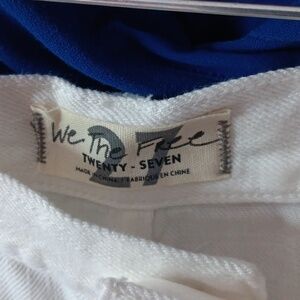 We The Free
27
TWENTY - SEVEN
MADE IN CHINA / FABRIQUÉ EN CHINE